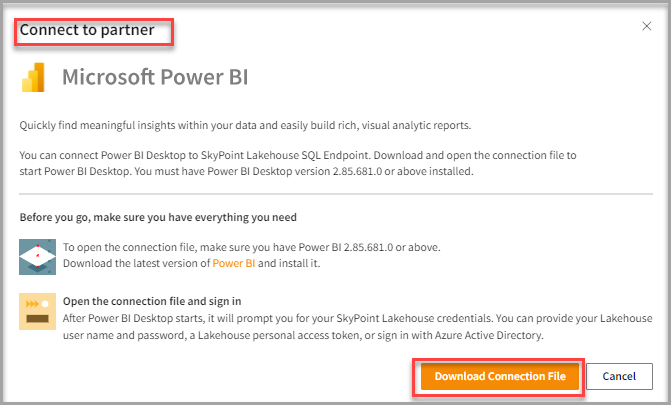 Connect to partner
Microsoft Power BI
Quickly find meaningful insights within your data and easily build rich, visual analytic reports.
You can connect Power BI Desktop to SkyPoint Lakehouse SQL Endpoint. Download and open the connection file to
start Power BI Desktop. You must have Power BI Desktop version 2.85.681.0 or above installed.
Before you go, make sure you have everything you need
To open the connection file, make sure you have Power BI 2.85.681.0 or above.
Download the latest version of Power BI and install it.
Open the connection file and sign in
After Power BI Desktop starts, it will prompt you for your SkyPoint Lakehouse credentials. You can provide your Lakehouse
user name and password, a Lakehouse personal access token, or sign in with Azure Active Directory.
Download Connection File
Cancel